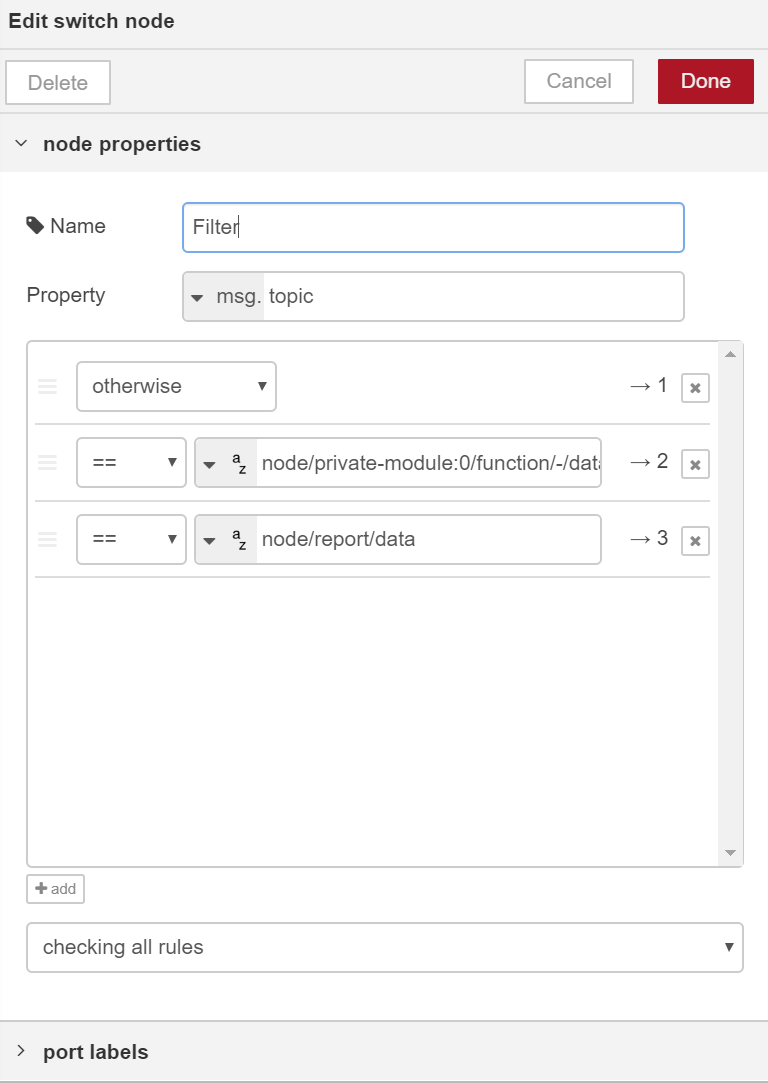 Edit switch node
Delete Cancel Done
node properties
Name Filter
Property msg. topic
otherwise → 1
== a z node/private-module:0/function/-/data → 2
== a z node/report/data → 3
add
checking all rules
port labels